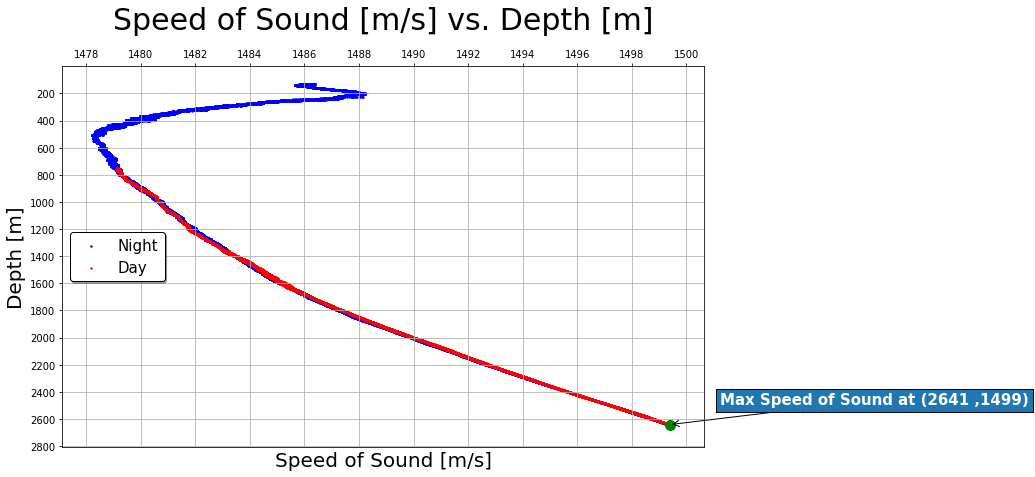 Speed of Sound [m/s] vs. Depth [m]
1478 1480 1482 1484 1486 1488 1490 1492 1494 1496 1498 1500
200
400
600
800
1000
1200
1400
1600
1800
2000
2200
2400
2600
2800
Depth [m]
Night
Day
Max Speed of Sound at (2641 ,1499)
Speed of Sound [m/s]